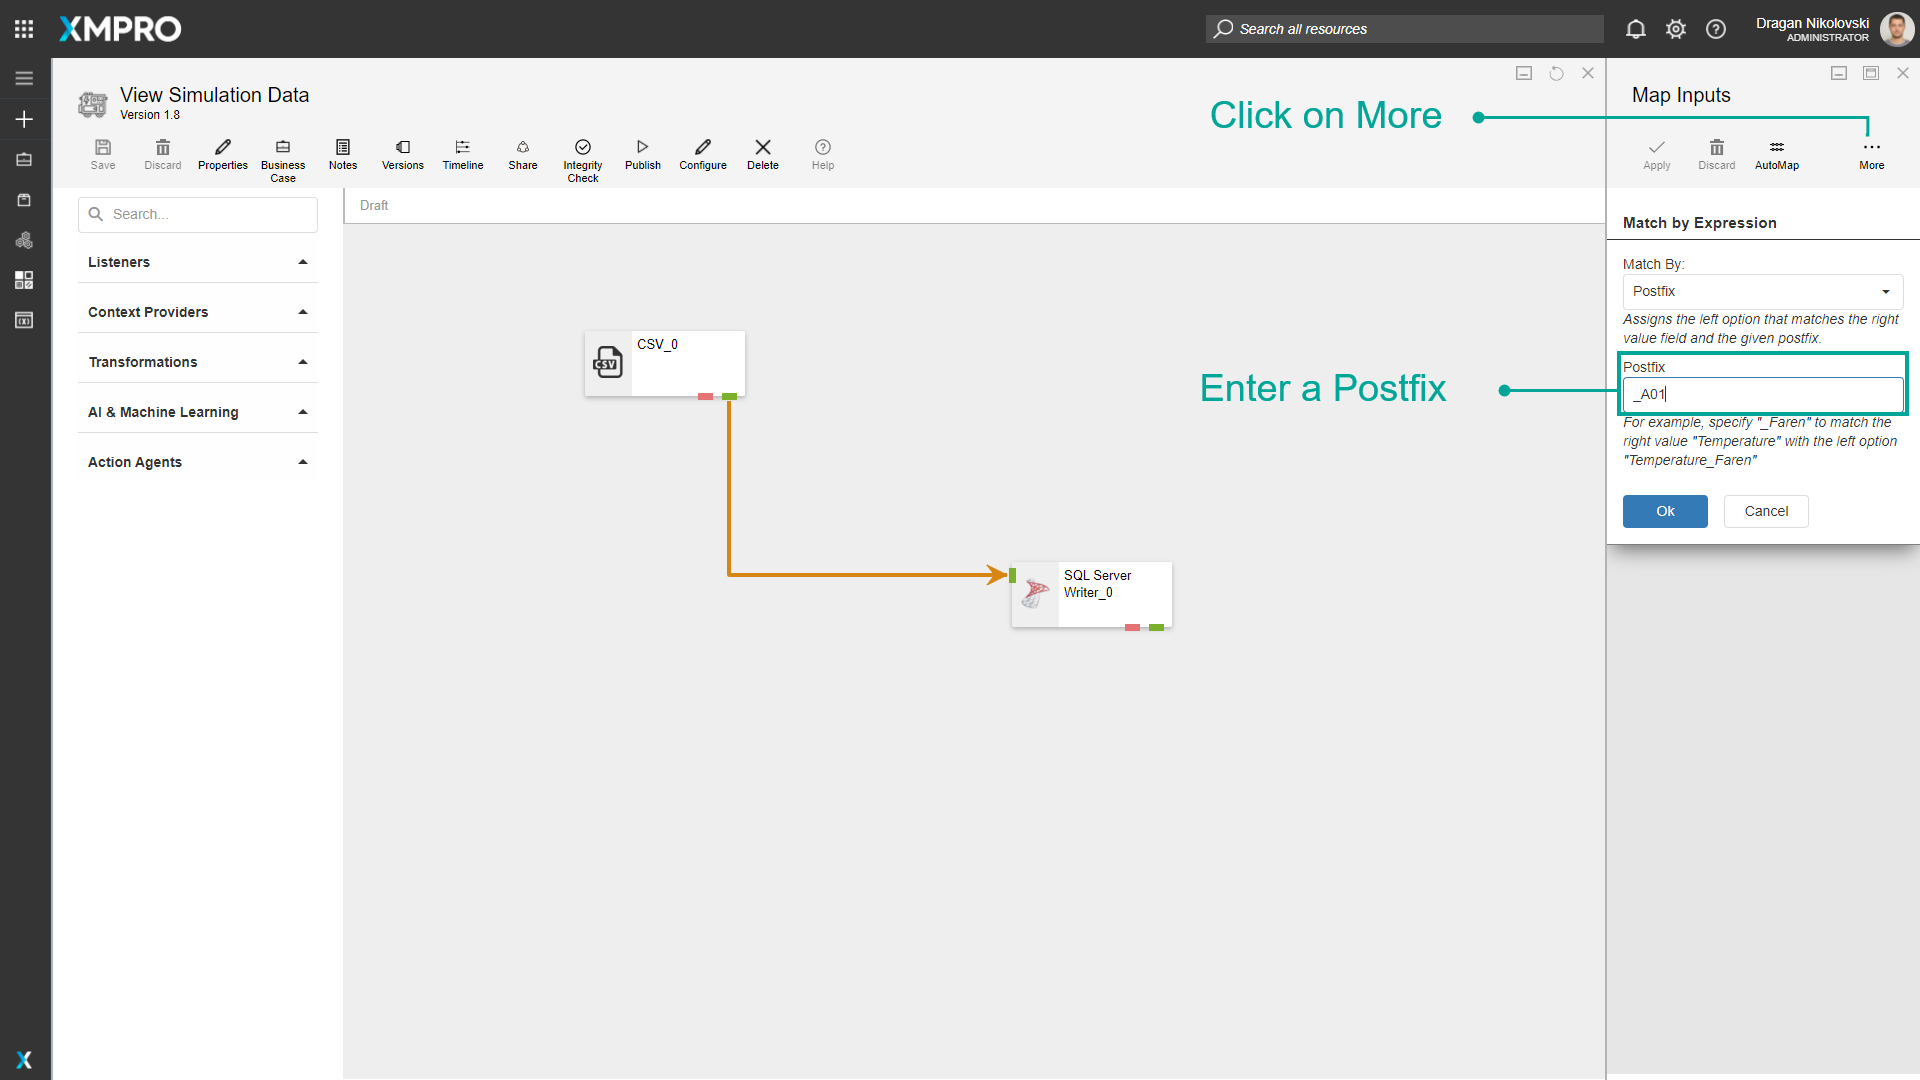 XMPRO
Search all resources
Dragan Nikolovski
ADMINISTRATOR
View Simulation Data
Version 1.8
Save
Discard
Properties
Business
Case
Notes
Versions
Timeline
Share
Integrity
Check
Publish
Configure
Delete
Help
Click on More
Map Inputs
Apply
Discard
AutoMap
More
Search...
Listeners
Context Providers
Transformations
AI & Machine Learning
Action Agents
Draft
CSV_0
CSV
SQL Server
Writer_0
Enter a Postfix
Match by Expression
Match By:
Postfix
Assigns the left option that matches the right
value field and the given postfix.
Postfix
_A01
For example, specify "_Faren" to match the
right value "Temperature" with the left option
"Temperature_Faren"
Ok
Cancel